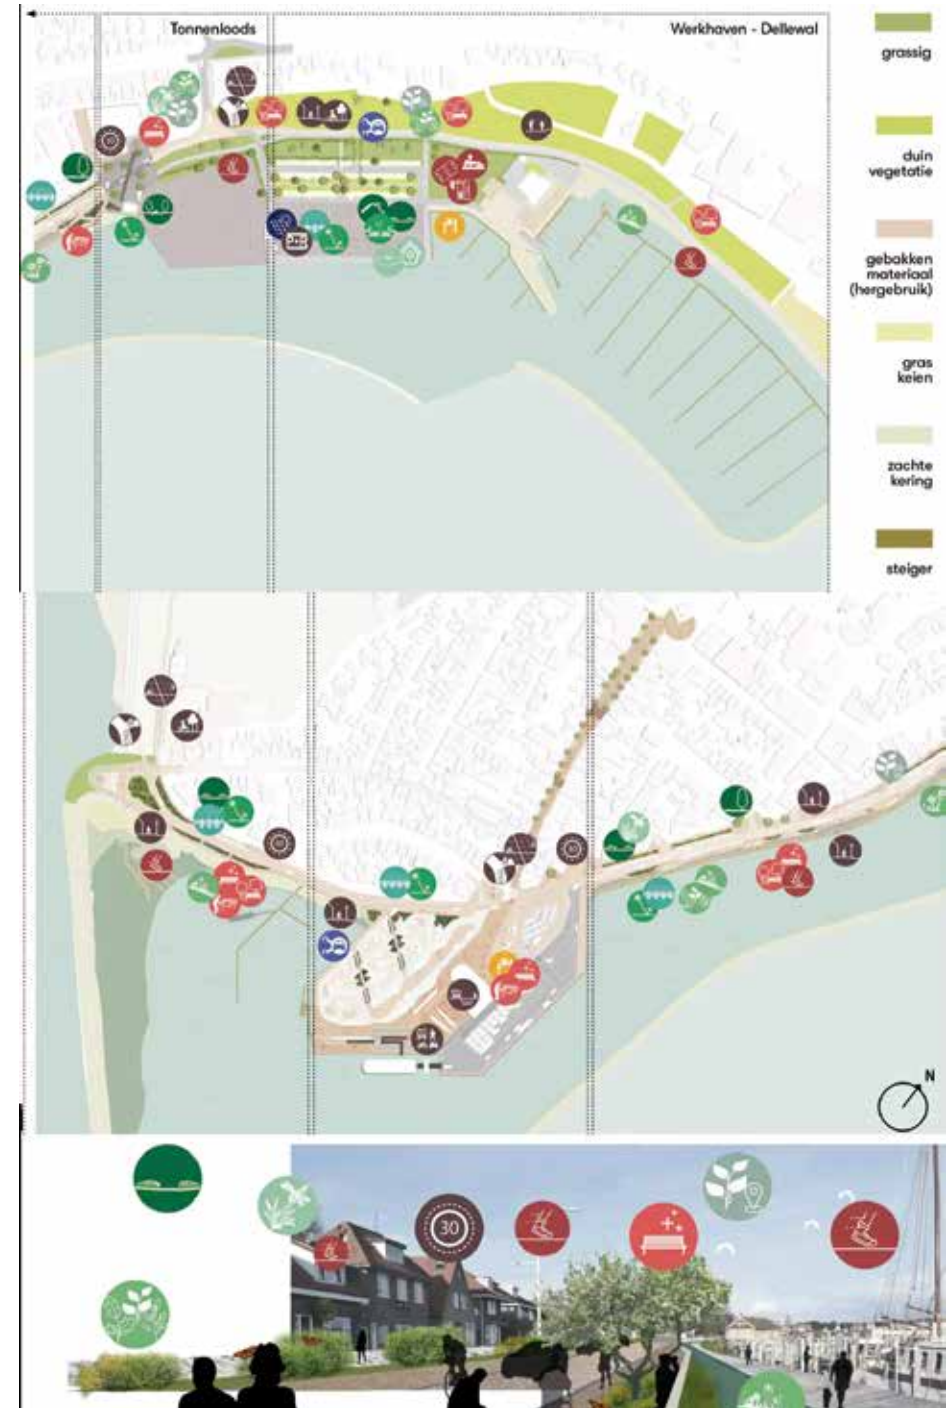 Tonnenloods
Werkhaven - Dellewal
grassig
duin
vegetatie
gebakken
materiaal
(hergebruik)
gras
keien
zachte
kering
steiger
N
30